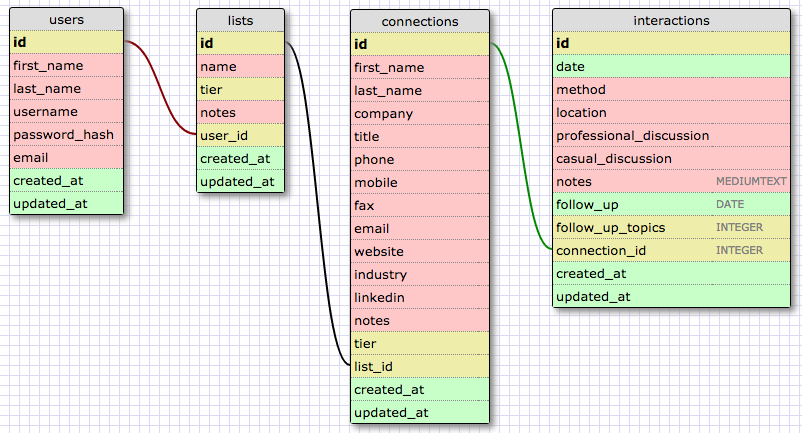 users
id
first_name
last_name
username
password_hash
email
created_at
updated_at
lists
id
name
tier
notes
user_id
created_at
updated_at
connections
id
first_name
last_name
company
title
phone
mobile
fax
email
website
industry
linkedin
notes
tier
list_id
created_at
updated_at
interactions
id
date
method
location
professional_discussion
casual_discussion
notes MEDIUMTEXT
follow_up DATE
follow_up_topics INTEGER
connection_id INTEGER
created_at
updated_at